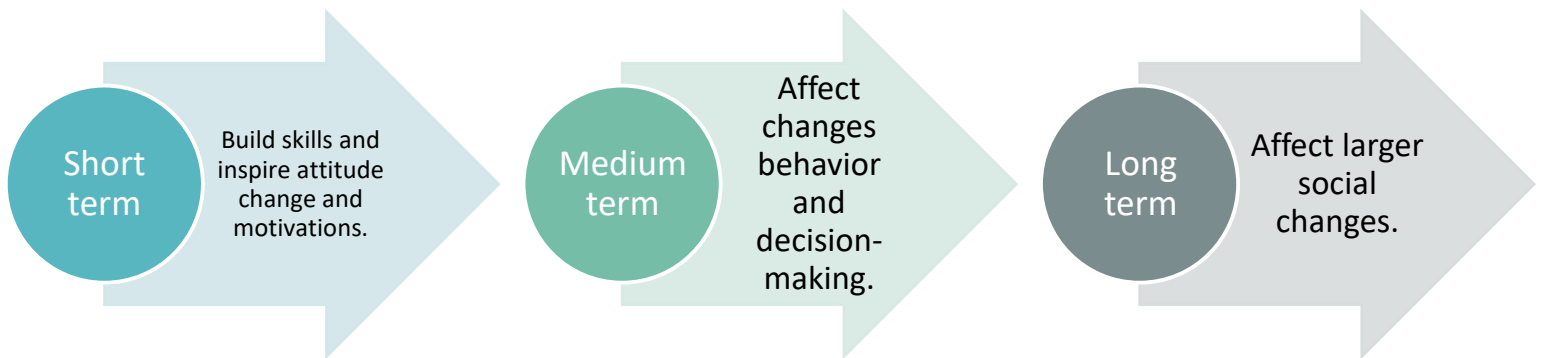 Short
term
Build skills and
inspire attitude
change and
motivations.
Medium
term
Affect
changes
behavior
and
decision-
making.
Long
term
Affect larger
social
changes.